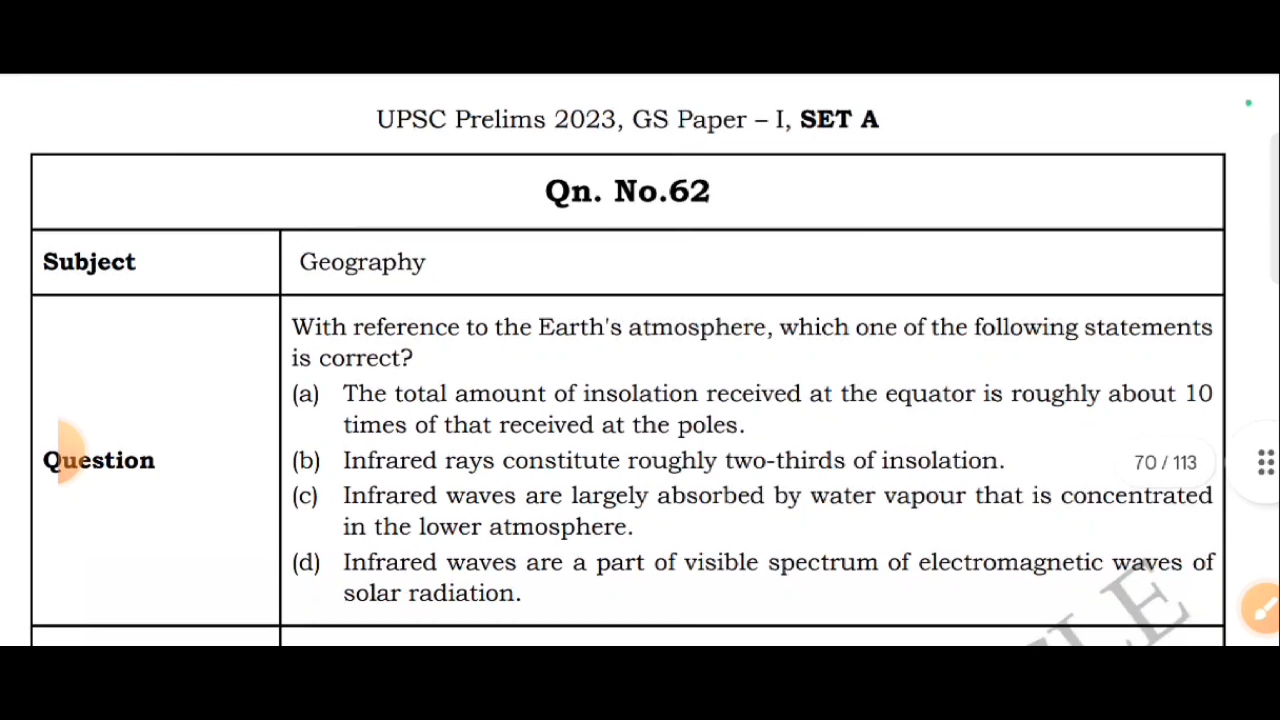 UPSC Prelims 2023, GS Paper – I, SET A
Qn. No.62
Subject
Geography
Question
With reference to the Earth's atmosphere, which one of the following statements
is correct?
(a) The total amount of insolation received at the equator is roughly about 10
times of that received at the poles.
(b) Infrared rays constitute roughly two-thirds of insolation.
(c) Infrared waves are largely absorbed by water vapour that is concentrated
in the lower atmosphere.
(d) Infrared waves are a part of visible spectrum of electromagnetic waves of
solar radiation.
70 / 113